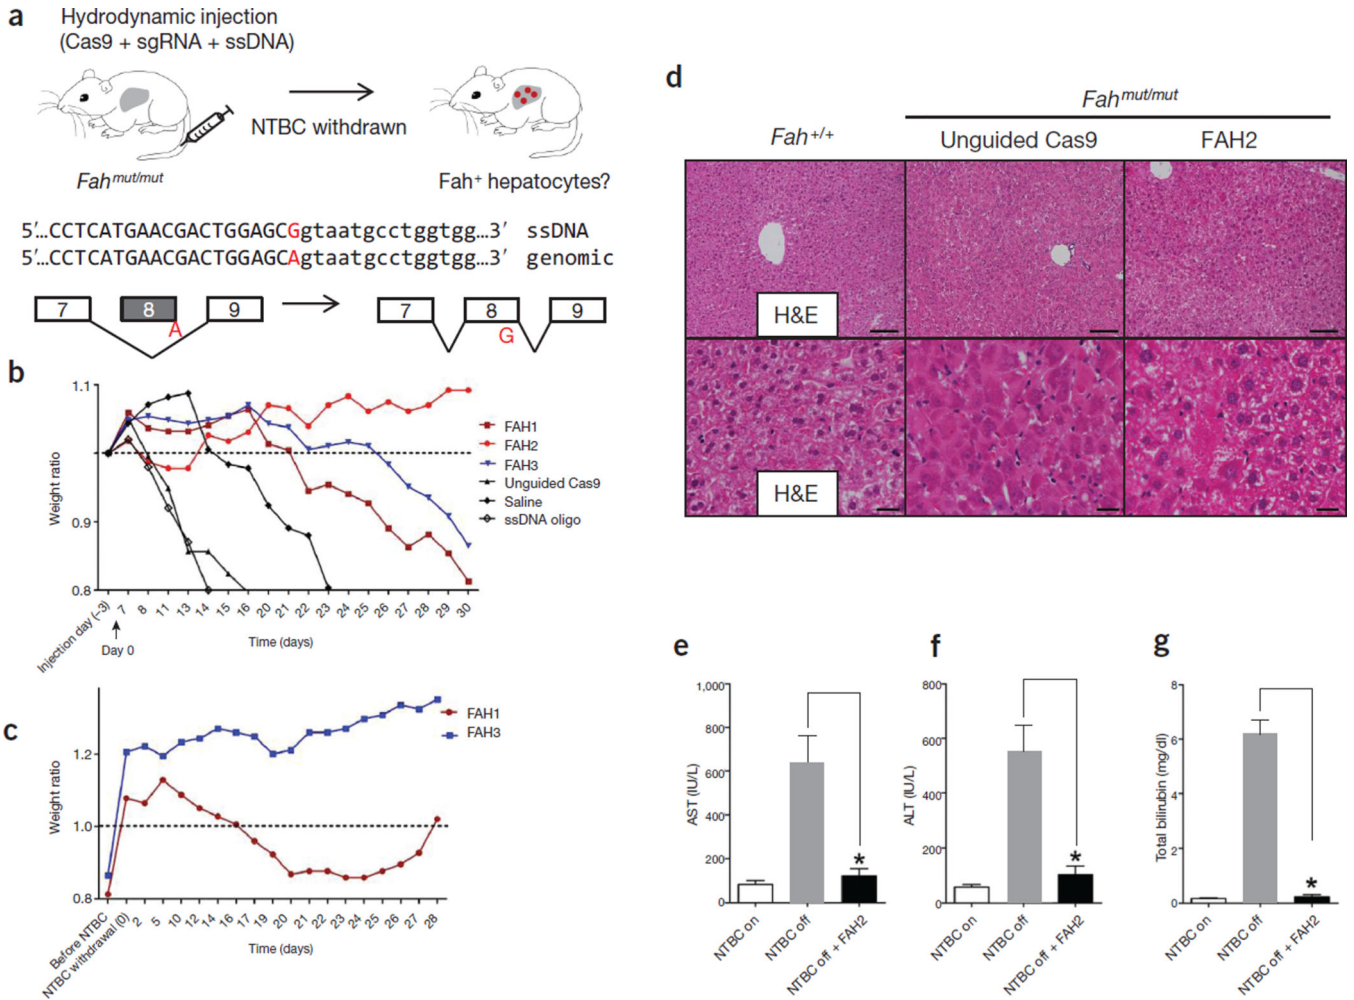 a
Hydrodynamic injection
(Cas9 + sgRNA + ssDNA)
NTBC withdrawn
Fah mut/mut
Fah+ hepatocytes?
5′…CCTCATGAACGACTGGAGCGgtaatgcctggtgg…3′ ssDNA
5′…CCTCATGAACGACTGGAGCAgtaatgcctggtgg…3′ genomic
7 8 9 7 8 9
A G
b
1.1
0.9
0.8
Weight ratio
FAH1
FAH2
FAH3
Unguided Cas9
Saline
ssDNA oligo
Injection day (–3) 7 8 11 13 14 15 16 20 21 22 23 24 25 26 27 28 29 30
Day 0
Time (days)
c
1.2
1.0
0.8
Weight ratio
FAH1
FAH3
Before NTBC
NTBC withdrawal (0) 2 5 10 12 14 16 17 19 20 21 22 23 24 25 26 27 28
Time (days)
d
Fah mut/mut
Fah +/+ Unguided Cas9 FAH2
H&E
H&E
e
1,000
800
600
400
200
0
AST (IU/L)
*
NTBC on
NTBC off
NTBC off + FAH2
f
800
600
400
200
0
ALT (IU/L)
*
NTBC on
NTBC off
NTBC off + FAH2
g
8
6
4
2
0
Total bilirubin (mg/dl)
*
NTBC on
NTBC off
NTBC off + FAH2